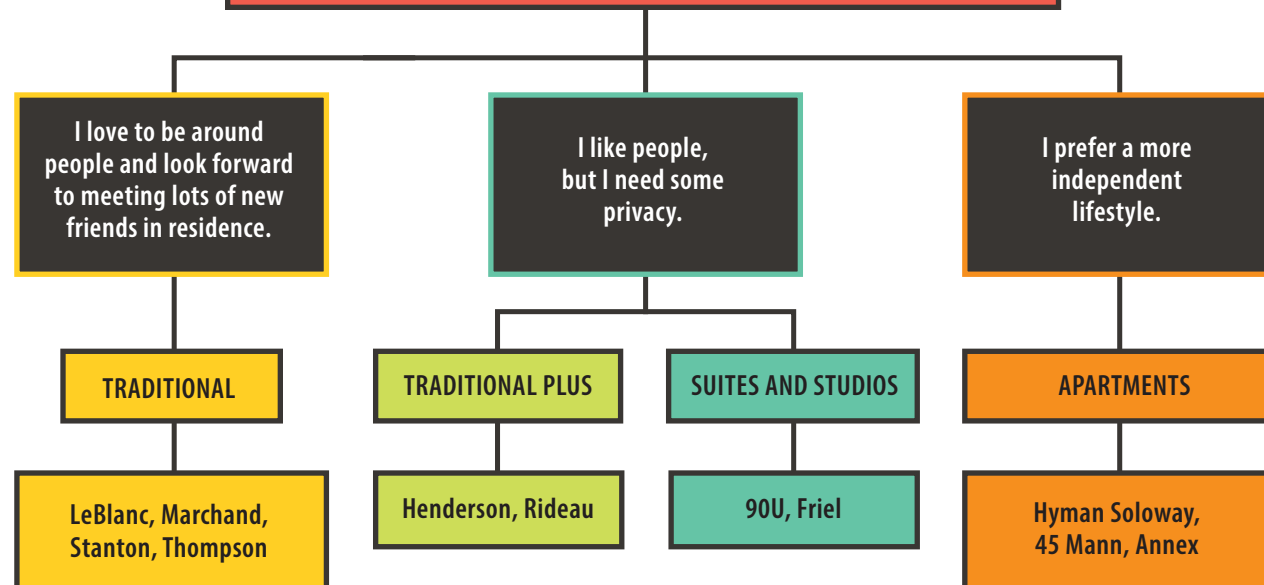 I love to be around
people and look forward
to meeting lots of new
friends in residence.
I like people,
but I need some
privacy.
I prefer a more
independent
lifestyle.
TRADITIONAL
TRADITIONAL PLUS
SUITES AND STUDIOS
APARTMENTS
LeBlanc, Marchand,
Stanton, Thompson
Henderson, Rideau
90U, Friel
Hyman Soloway,
45 Mann, Annex